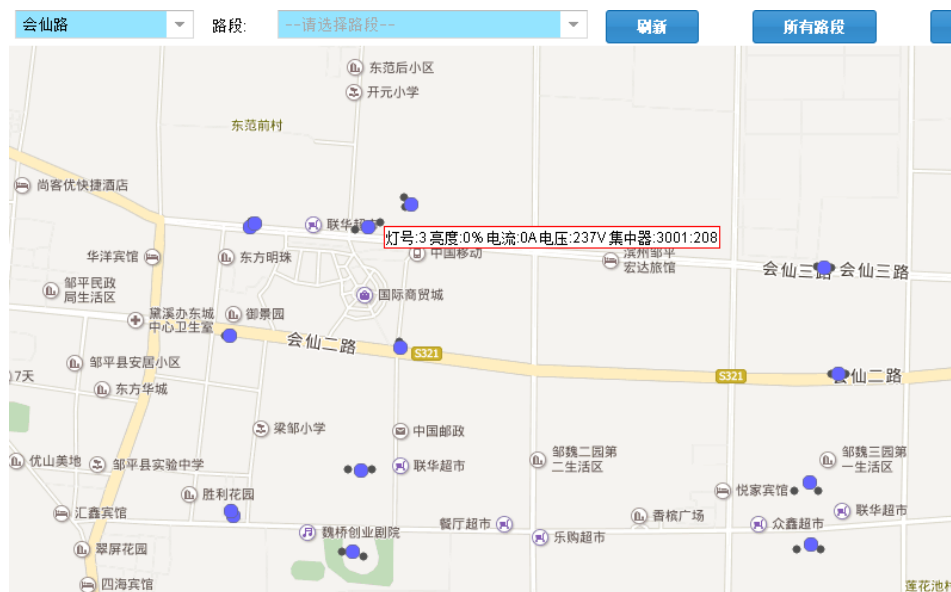 会仙路
路段:
--请选择路段--
刷新
所有路段
东范后小区
开元小学
东范前村
尚客优快捷酒店
联华超市
灯号:3 亮度:0% 电流:0A 电压:237V 集中器:3001:208
华洋宾馆
东方明珠
中国移动
滨州邹平
宏达旅馆
会仙三路
会仙三路
邹平民政
局生活区
国际商贸城
黛溪办东城
中心卫生室
御景园
会仙二路
S321
邹平县安居小区
S321
会仙二路
17天
东方华城
梁邹小学
中国邮政
邹魏二园第
二生活区
邹魏三园第
一生活区
优山美地
邹平县实验中学
联华超市
胜利花园
悦家宾馆
汇鑫宾馆
魏桥创业剧院
餐厅超市
乐购超市
香槟广场
众鑫超市
联华超市
翠屏花园
四海宾馆
莲花池村